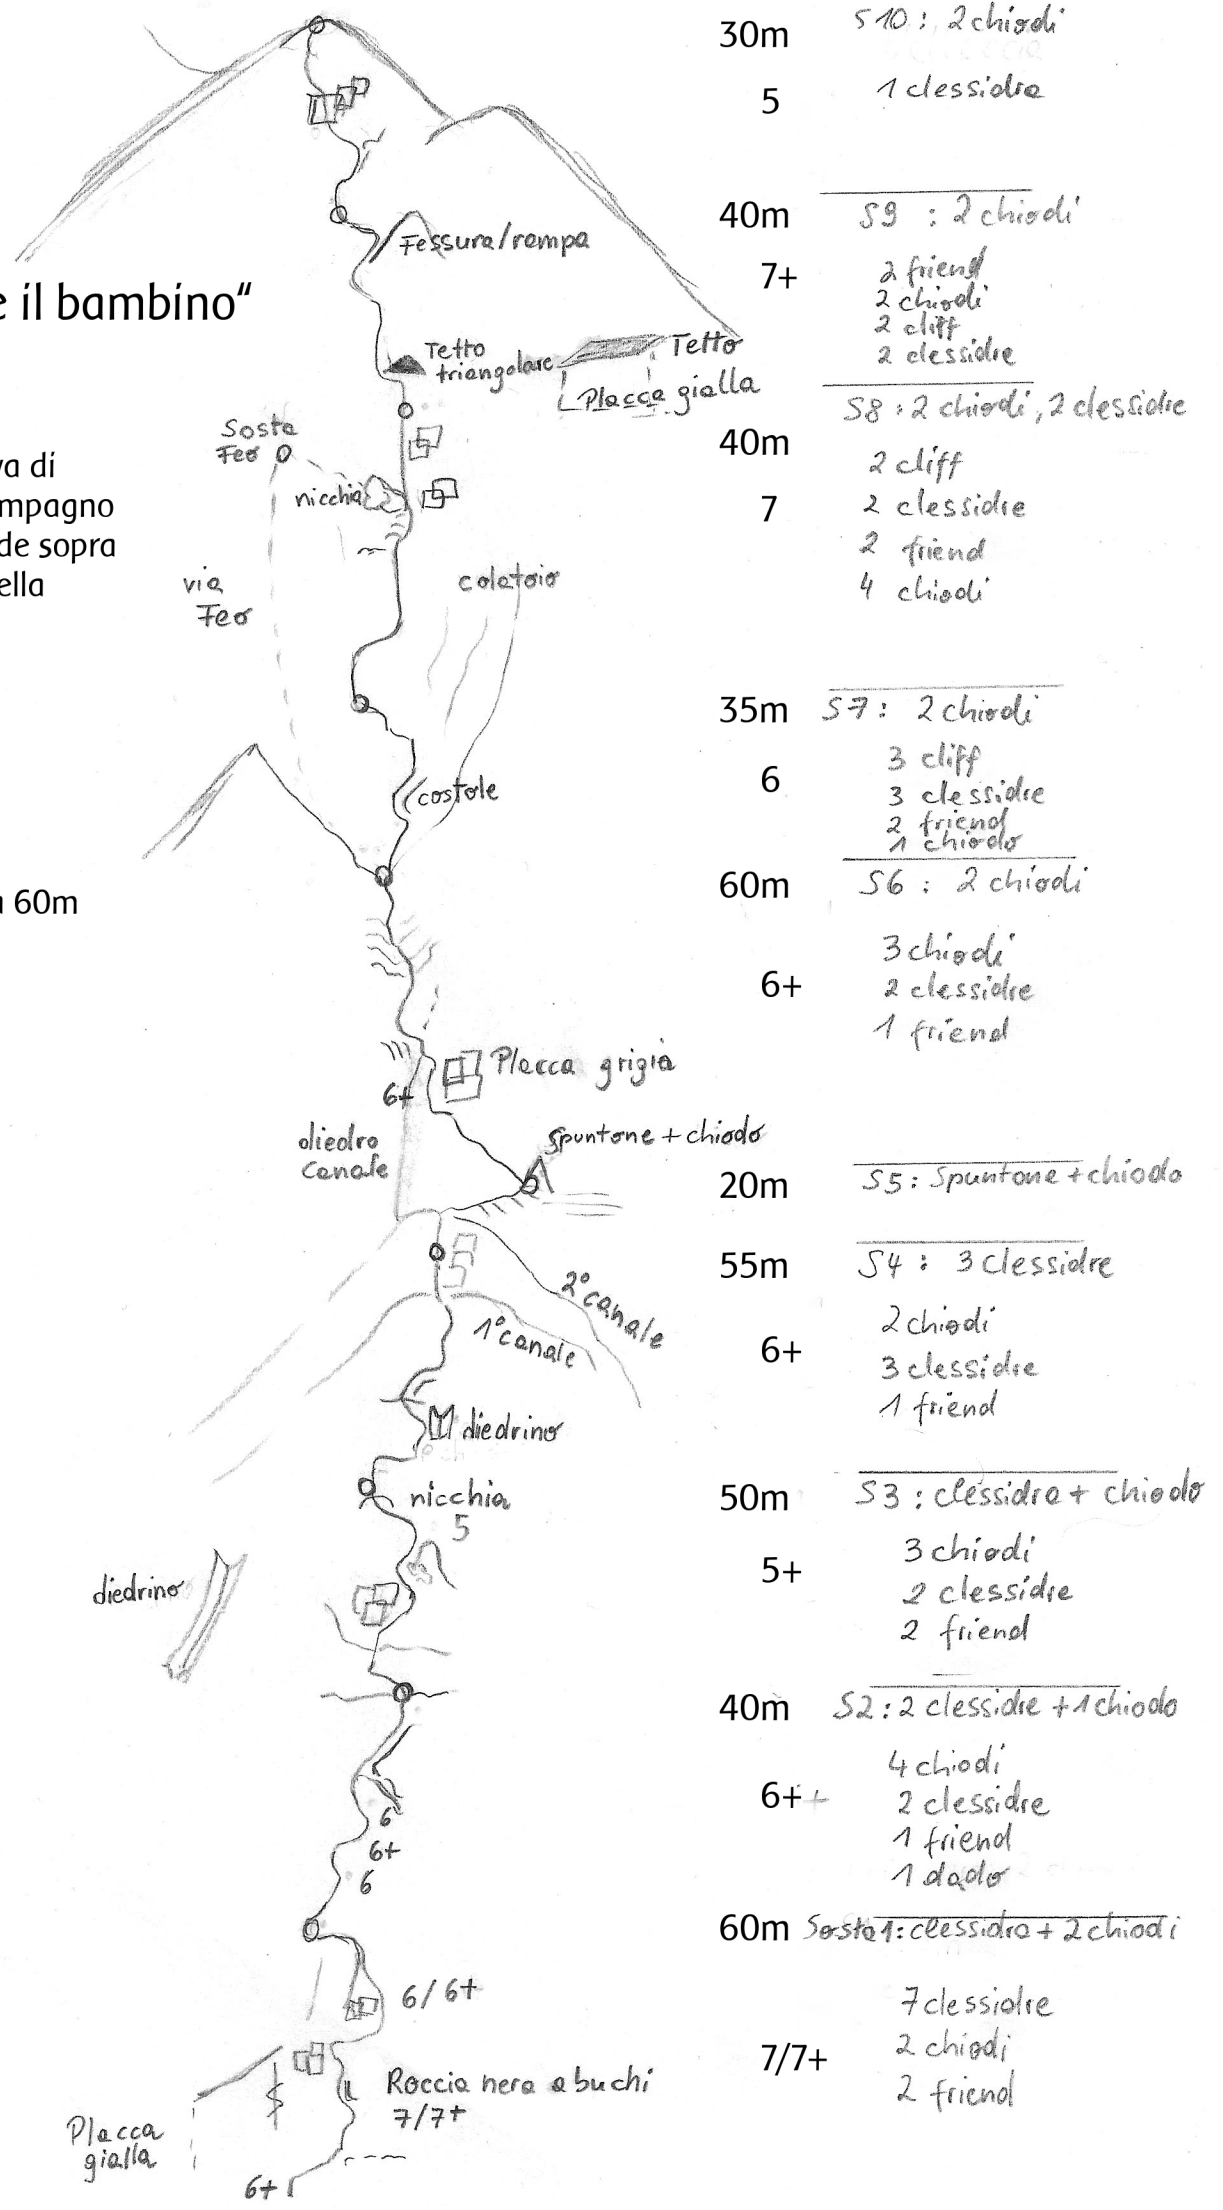 30m S10 : 2 chiodi
5 1 clessidra
40m S9 : 2 chiodi
Fessura/rampa
7+ 2 friend
2 chiodi
2 cliff
2 clessidre
e il bambino“
Tetto
triangolare
Tetto
Placca gialla
S8 : 2 chiodi, 2 clessidre
40m
Sosta
Feo
va di
2 cliff
nicchia
mpagno
7 2 clessidre
de sopra
2 friend
ella
4 chiodi
via
Feo
colatoio
35m S7 : 2 chiodi
3 cliff
6
costole
3 clessidre
2 friend
1 chiodo
60m S6 : 2 chiodi
a 60m
3 chiodi
6+ 2 clessidre
1 friend
Placca grigia
6+
diedro
canale
spuntone + chiodo
20m S5 : Spuntone + chiodo
55m S4 : 3 clessidre
2° canale
1° canale
2 chiodi
6+ 3 clessidre
1 friend
diedrino
50m S3 : clessidra + chiodo
nicchia
5
3 chiodi
5+ 2 clessidre
2 friend
diedrino
40m S2 : 2 clessidre + 1 chiodo
4 chiodi
6++ 2 clessidre
1 friend
1 dado
6
6+
6
60m Sosta 1: clessidra + 2 chiodi
6/6+
7 clessidre
2 chiodi
7/7+
2 friend
Roccia nera a buchi
7/7+
Placca
gialla
6+